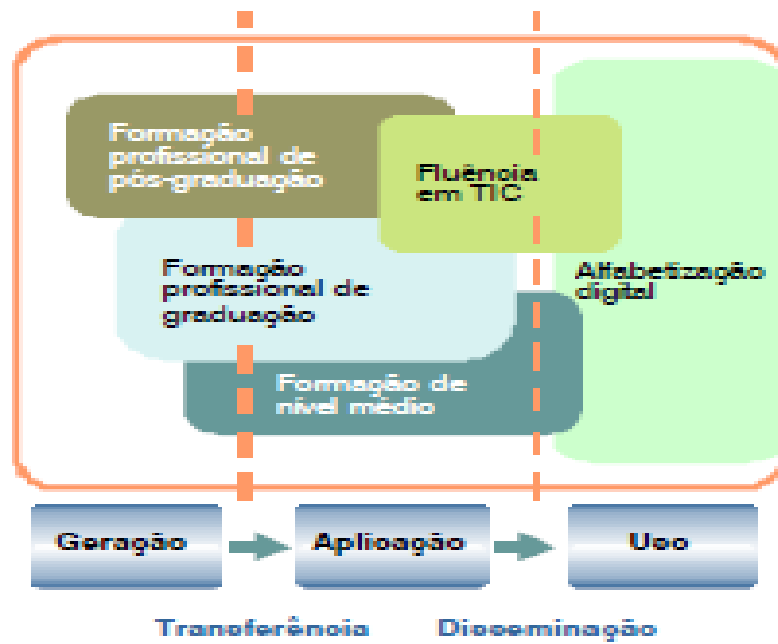 Formação
profissional de
pós-graduação
Fluência
em TIC
Formação
profissional de
graduação
Alfabetização
digital
Formação de
nível médio
Geração
Aplicação
Uso
Transferência
Disseminação